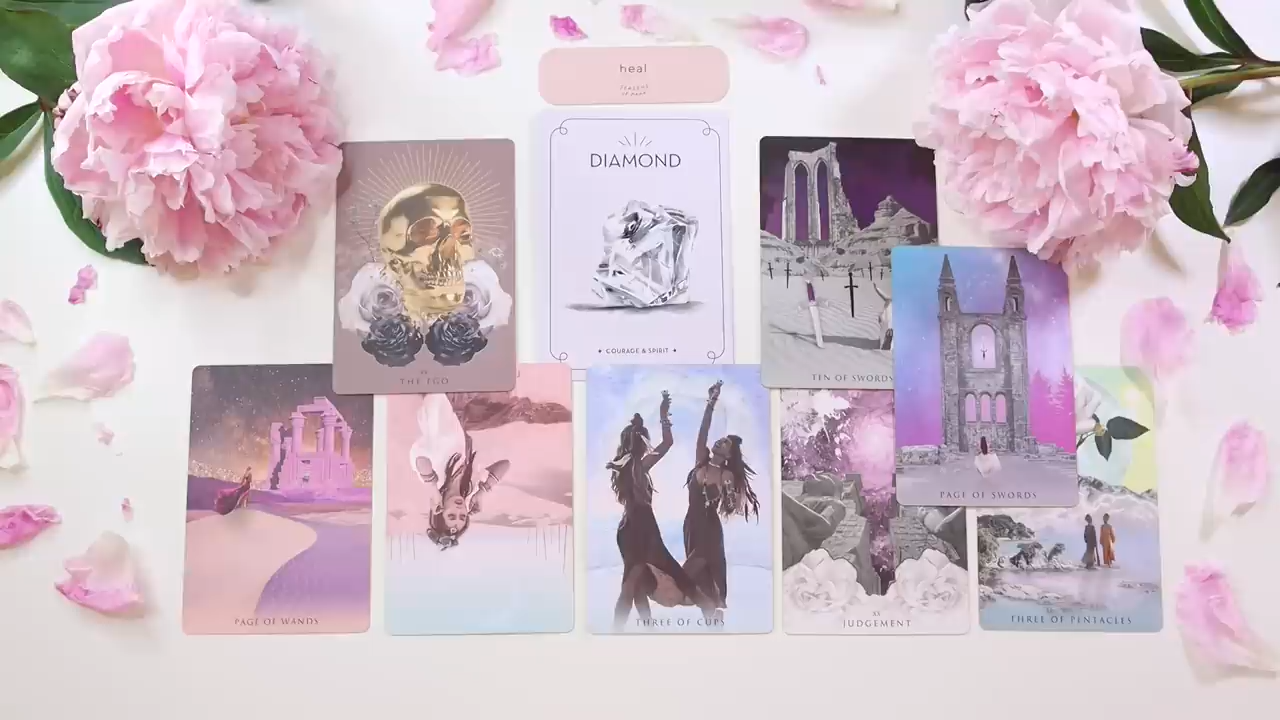 heal
DIAMOND
COURAGE & SPIRIT
XV
THE EGO
TEN OF SWORDS
PAGE OF SWORDS
PAGE OF WANDS
THREE OF CUPS
XX
JUDGEMENT
THREE OF PENTACLES